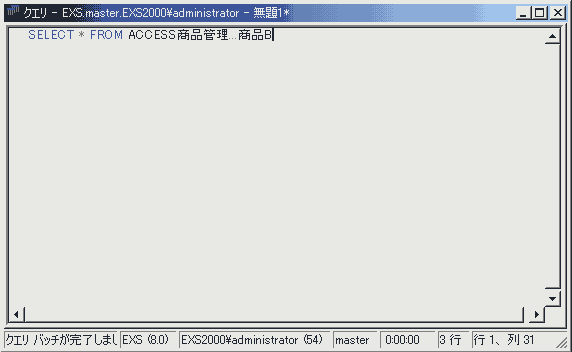 クエリ - EXS.master.EXS2000¥administrator - 無題1*
SELECT * FROM ACCESS商品管理...商品B
クエリ バッチが完了しまし EXS (8.0) EXS2000¥administrator (54) master 0:00:00 3 行 行 1、列 31